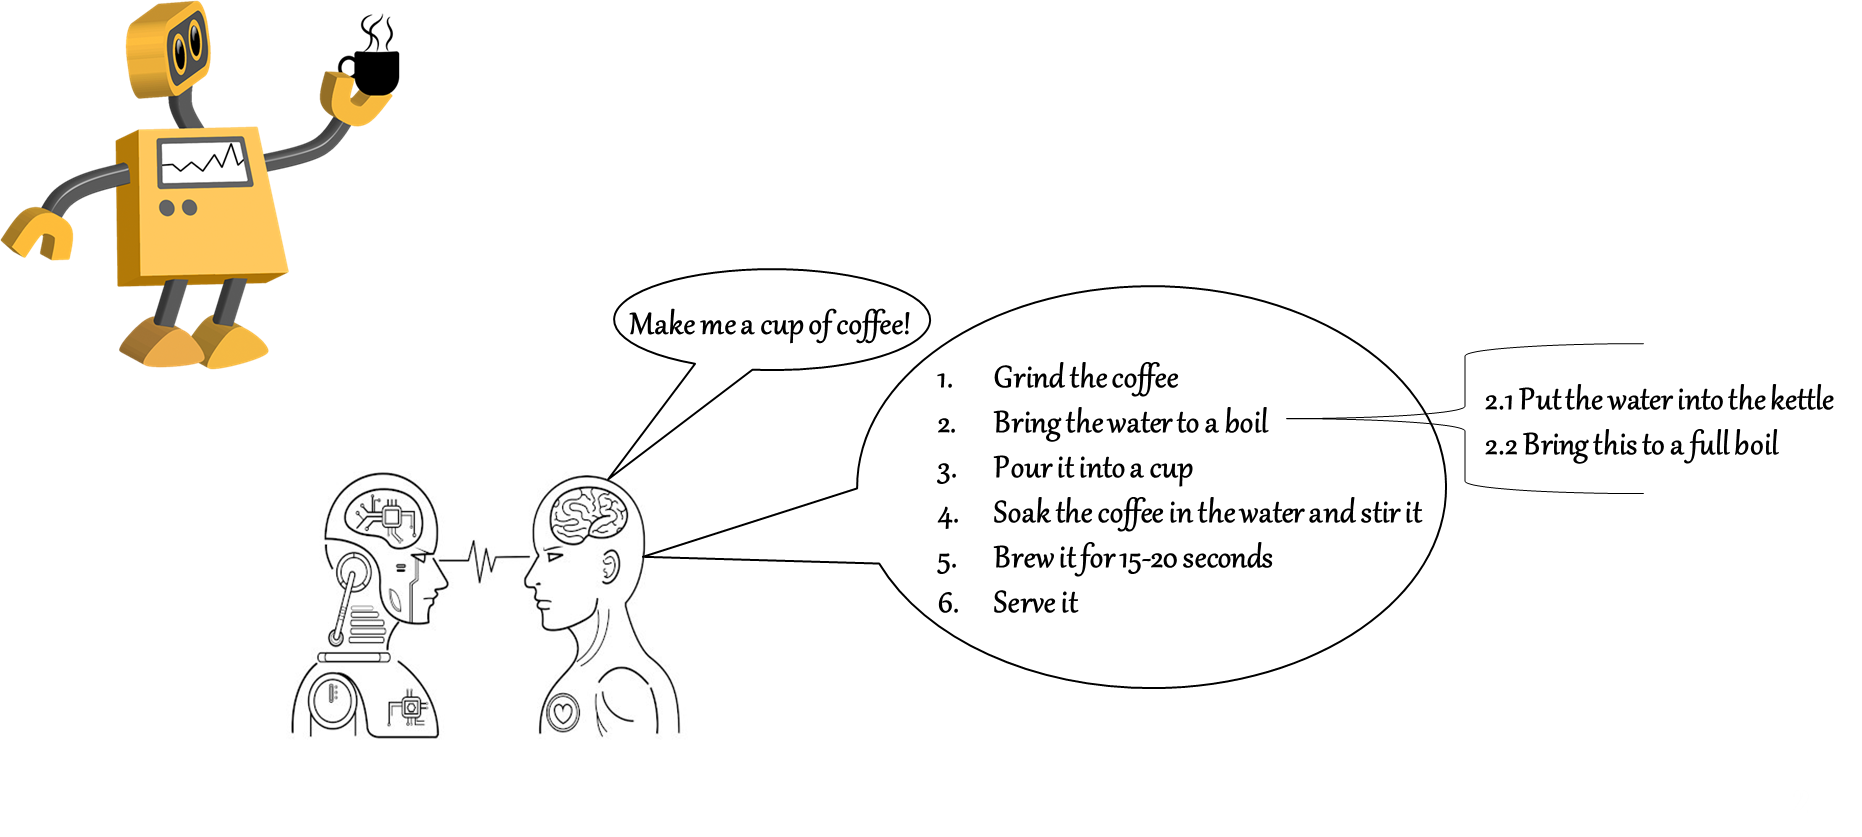 Make me a cup of coffee!
1. Grind the coffee
2. Bring the water to a boil
3. Pour it into a cup
4. Soak the coffee in the water and stir it
5. Brew it for 15-20 seconds
6. Serve it
2.1 Put the water into the kettle
2.2 Bring this to a full boil